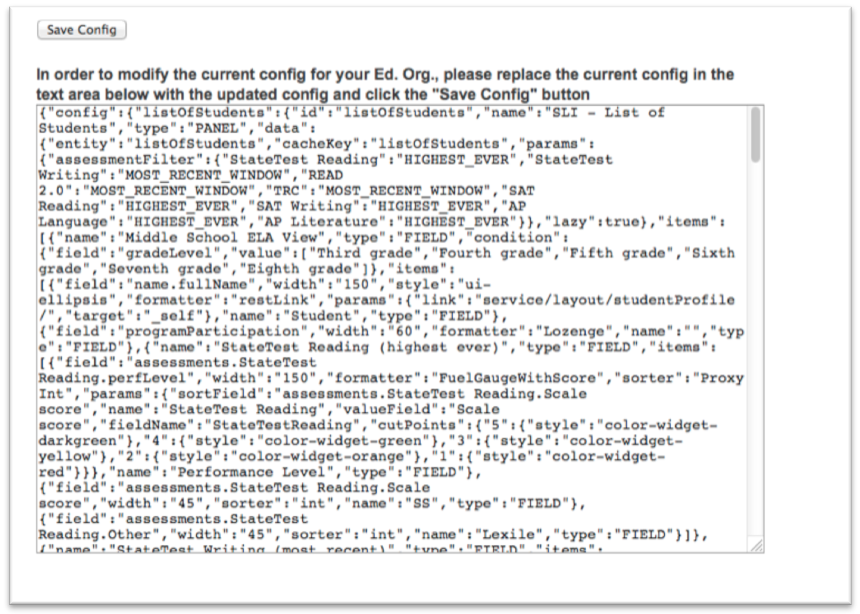 Save Config
In order to modify the current config for your Ed. Org., please replace the current config in the
text area below with the updated config and click the "Save Config" button
{"config":{"listOfStudents":{"id":"listOfStudents","name":"SLI - List of
Students","type":"PANEL","data":
{"entity":"listOfStudents","cacheKey":"listOfStudents","params":
{"assessmentFilter":{"StateTest Reading":"HIGHEST_EVER","StateTest
Writing":"MOST_RECENT_WINDOW","READ
2.0":"MOST_RECENT_WINDOW","TRC":"MOST_RECENT_WINDOW","SAT
Reading":"HIGHEST_EVER","SAT Writing":"HIGHEST_EVER","AP
Language":"HIGHEST_EVER","AP Literature":"HIGHEST_EVER"}},"lazy":true},"items":
[{"name":"Middle School ELA View","type":"FIELD","condition":
{"field":"gradeLevel","value":["Third grade","Fourth grade","Fifth grade","Sixth
grade","Seventh grade","Eighth grade"]},"items":
[{"field":"name.fullName","width":"150","style":"ui-
ellipsis","formatter":"restLink","params":{"link":"service/layout/studentProfile
/","target":"_self"},"name":"Student","type":"FIELD"},
{"field":"programParticipation","width":"60","formatter":"Lozenge","name":"","typ
e":"FIELD"},{"name":"StateTest Reading (highest ever)","type":"FIELD","items":
[{"field":"assessments.StateTest
Reading.perfLevel","width":"150","formatter":"FuelGaugeWithScore","sorter":"Proxy
Int","params":{"sortField":"assessments.StateTest Reading.Scale
score","name":"StateTest Reading","valueField":"Scale
score","fieldName":"StateTestReading","cutPoints":{"5":{"style":"color-widget-
darkgreen"},"4":{"style":"color-widget-green"},"3":{"style":"color-widget-
yellow"},"2":{"style":"color-widget-orange"},"1":{"style":"color-widget-
red"}}},"name":"Performance Level","type":"FIELD"},
{"field":"assessments.StateTest Reading.Scale
score","width":"45","sorter":"int","name":"SS","type":"FIELD"},
{"field":"assessments.StateTest
Reading.Other","width":"45","sorter":"int","name":"Lexile","type":"FIELD"}]},
{"name":"StateTest Writing (most recent)","type":"FIELD","items":